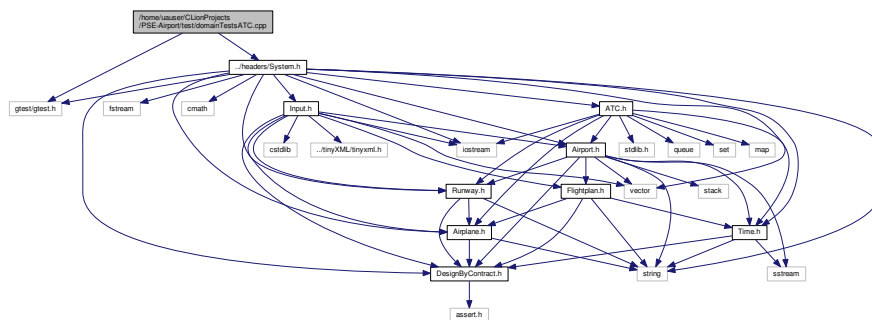 /home/uauser/CLionProjects
/PSE-Airport/test/domainTestsATC.cpp
../headers/System.h
gtest/gtest.h
fstream
cmath
Input.h
ATC.h
cstdlib
.../tinyXML/tinyxml.h
iostream
Airport.h
stdlib.h
queue
set
map
Runway.h
Flightplan.h
vector
stack
Airplane.h
Time.h
DesignByContract.h
string
sstream
assert.h